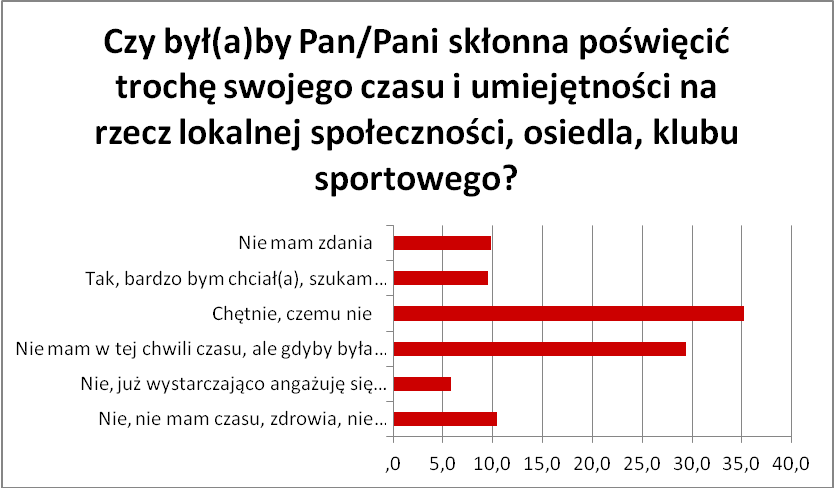 Czy był(a)by Pan/Pani skłonna poświęcić
trochę swojego czasu i umiejętności na
rzecz lokalnej społeczności, osiedla, klubu
sportowego?
Nie mam zdania
Tak, bardzo bym chciał(a), szukam...
Chętnie, czemu nie
Nie mam w tej chwili czasu, ale gdyby była...
Nie, już wystarczająco angażuję się...
Nie, nie mam czasu, zdrowia, nie...
,0 5,0 10,0 15,0 20,0 25,0 30,0 35,0 40,0